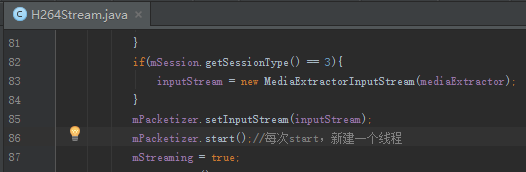 H264Stream.java ×
81 }
82 if(mSession.getSessionType() == 3){
83 inputStream = new MediaExtractorInputStream(mediaExtractor);
84 }
85 mPacketizer.setInputStream(inputStream);
86 mPacketizer.start();//每次start，新建一个线程
87 mStreaming = true;